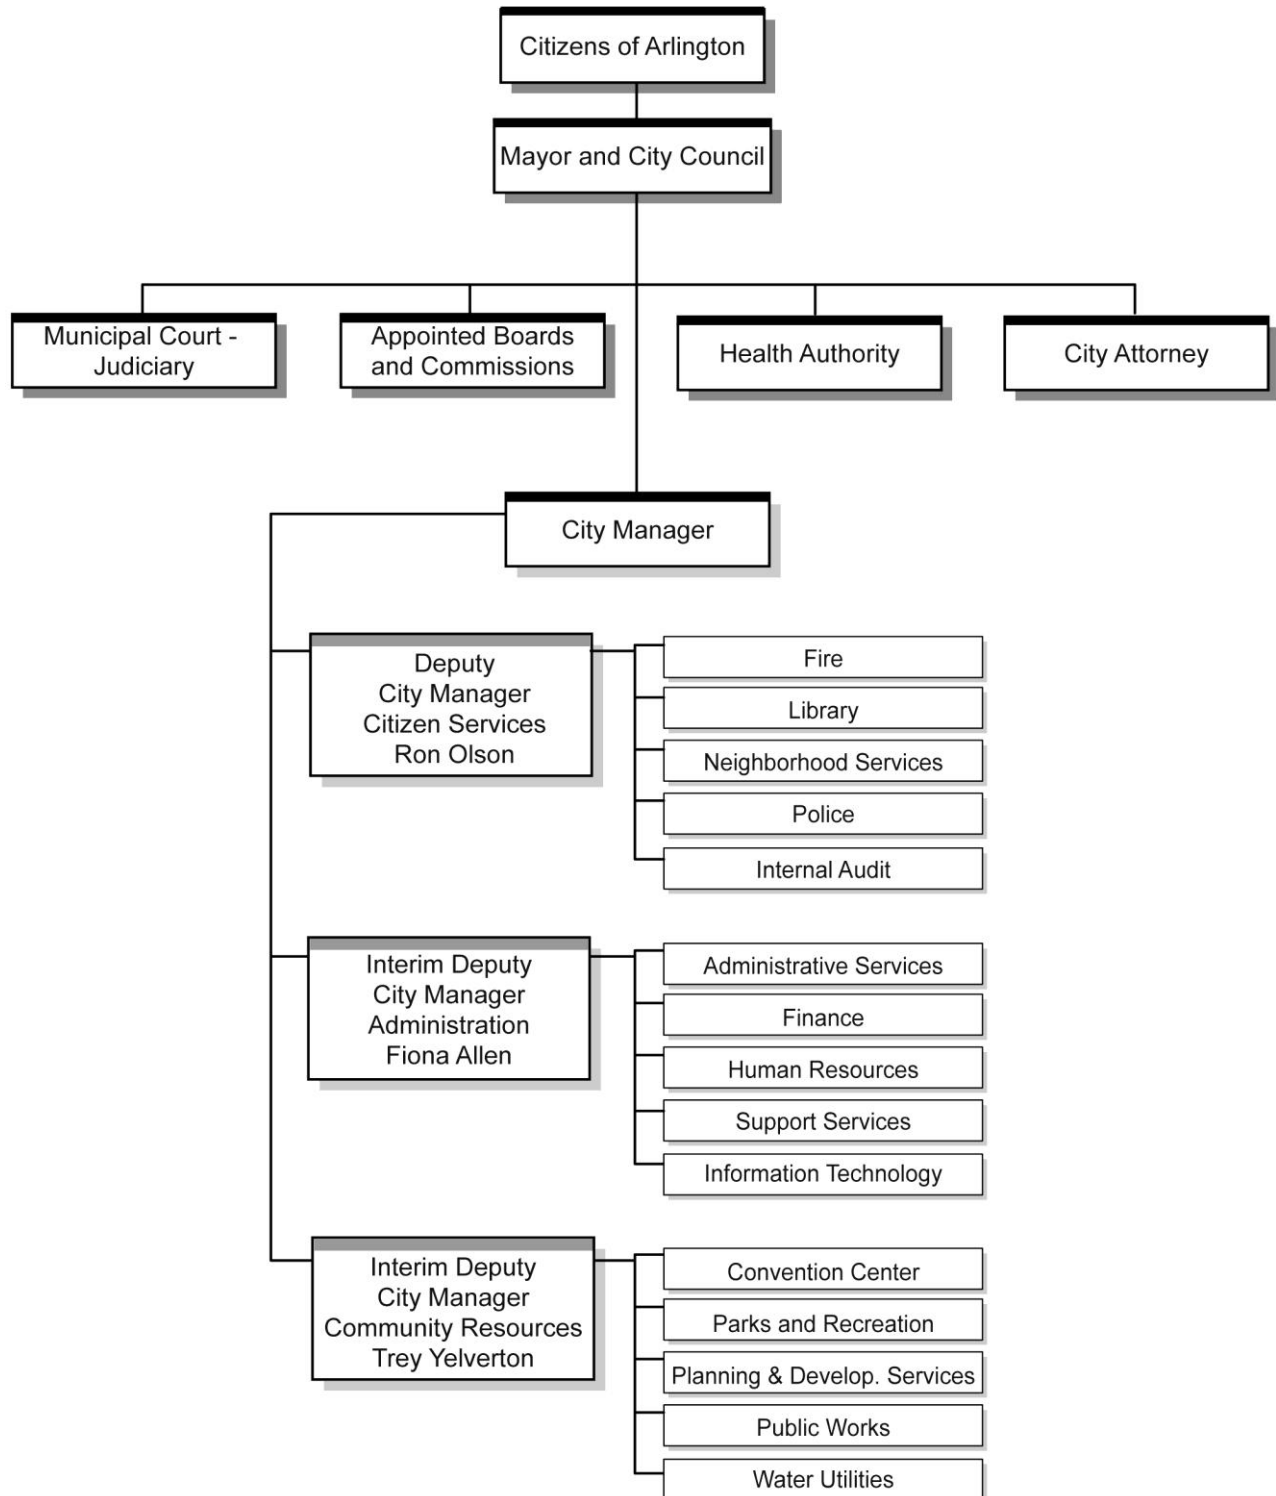 Citizens of Arlington
Mayor and City Council
Municipal Court -
Judiciary
Appointed Boards
and Commissions
Health Authority
City Attorney
City Manager
Deputy
City Manager
Citizen Services
Ron Olson
Fire
Library
Neighborhood Services
Police
Internal Audit
Interim Deputy
City Manager
Administration
Fiona Allen
Administrative Services
Finance
Human Resources
Support Services
Information Technology
Interim Deputy
City Manager
Community Resources
Trey Yelverton
Convention Center
Parks and Recreation
Planning & Develop. Services
Public Works
Water Utilities